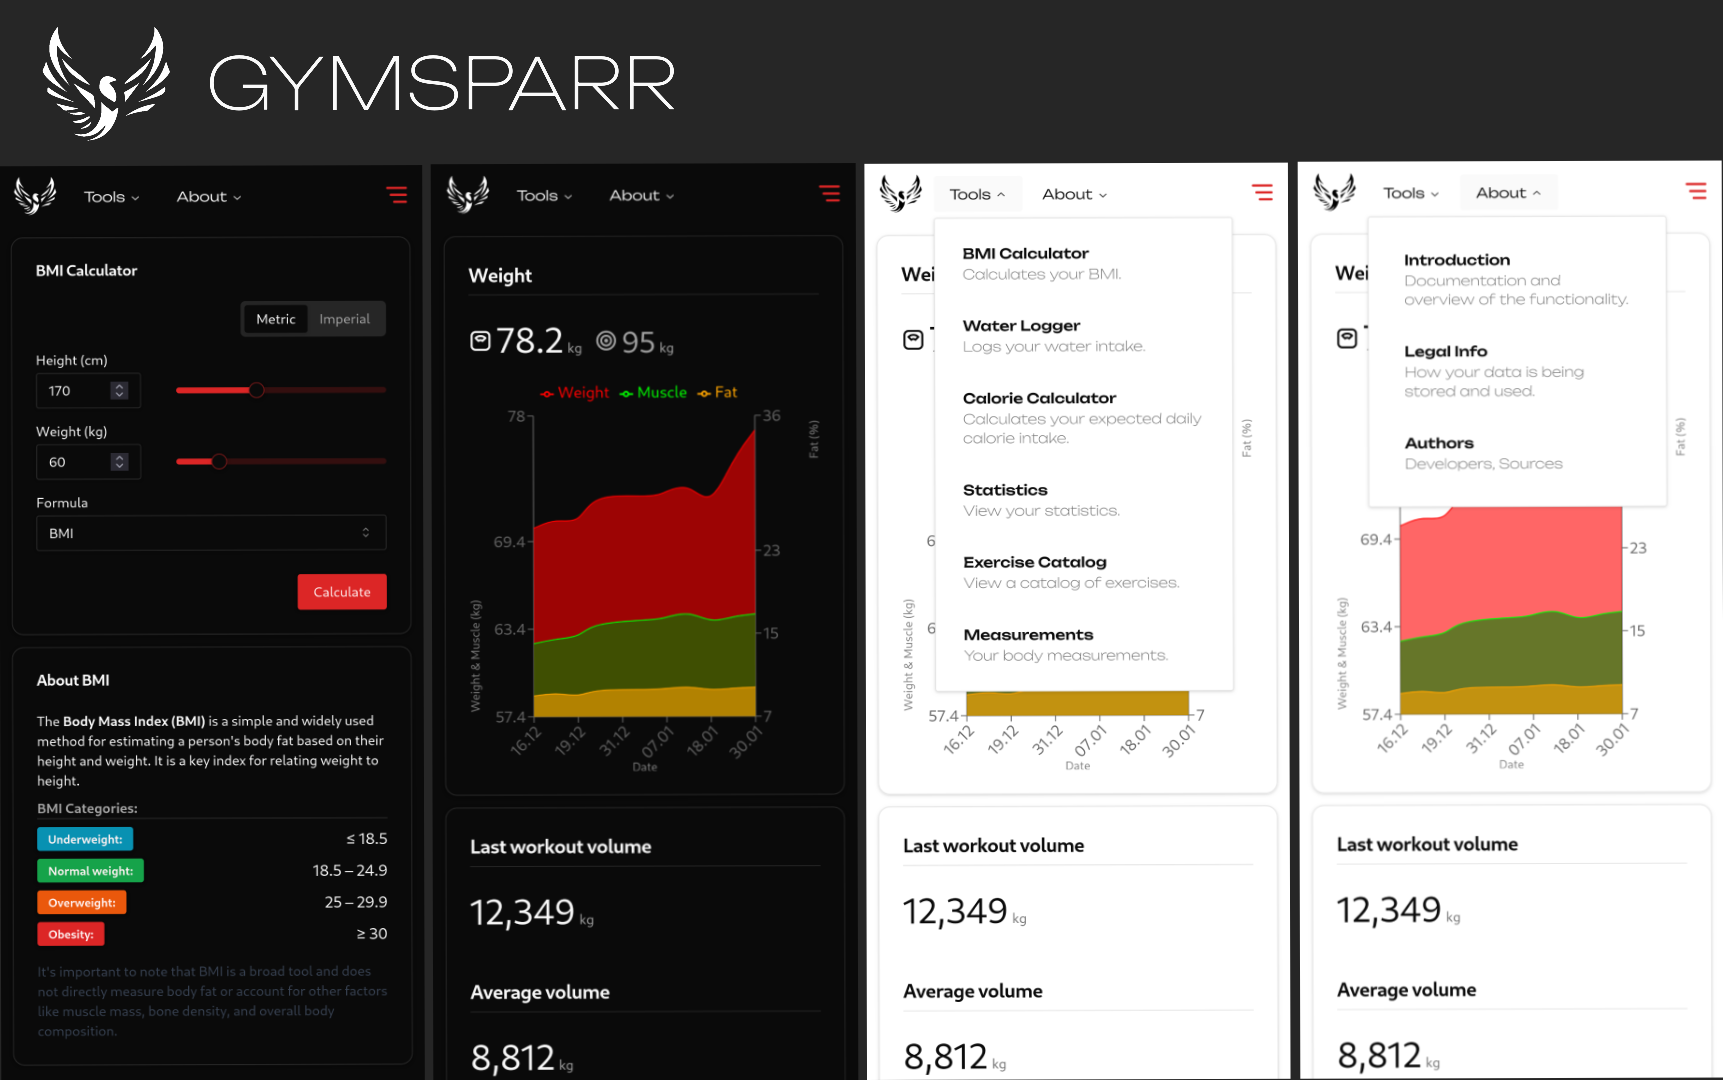 GYMSPARR
Tools
About
BMI Calculator
Metric
Imperial
Height (cm)
170
Weight (kg)
60
Formula
BMI
Calculate
About BMI
The Body Mass Index (BMI) is a simple and widely used
method for estimating a person's body fat based on their
height and weight. It is a key index for relating weight to
height.
BMI Categories:
Underweight: ≤ 18.5
Normal weight: 18.5 – 24.9
Overweight: 25 – 29.9
Obesity: ≥ 30
It's important to note that BMI is a broad tool and does
not directly measure body fat or account for other factors
like muscle mass, bone density, and overall body
composition.
Tools
About
Weight
78.2 kg 95 kg
Weight Muscle Fat
78
69.4
63.4
57.4
Weight & Muscle (kg)
36
23
15
7
Fat (%)
16.12
19.12
31.12
07.01
18.01
30.01
Date
Last workout volume
12,349 kg
Average volume
8,812 kg
Tools
About
Wei
BMI Calculator
Calculates your BMI.
Water Logger
Logs your water intake.
Calorie Calculator
Calculates your expected daily
calorie intake.
Statistics
View your statistics.
Exercise Catalog
View a catalog of exercises.
Measurements
Your body measurements.
Fat (%)
6
6
57.4
Weight & Muscle (kg)
7
16.12
19.12
31.12
07.01
18.01
30.01
Date
Last workout volume
12,349 kg
Average volume
8,812 kg
Tools
About
Wei
Introduction
Documentation and
overview of the functionality.
Legal Info
How your data is being
stored and used.
Authors
Developers, Sources
Fat (%)
69.4
63.4
57.4
Weight & Muscle (kg)
23
15
7
16.12
19.12
31.12
07.01
18.01
30.01
Date
Last workout volume
12,349 kg
Average volume
8,812 kg